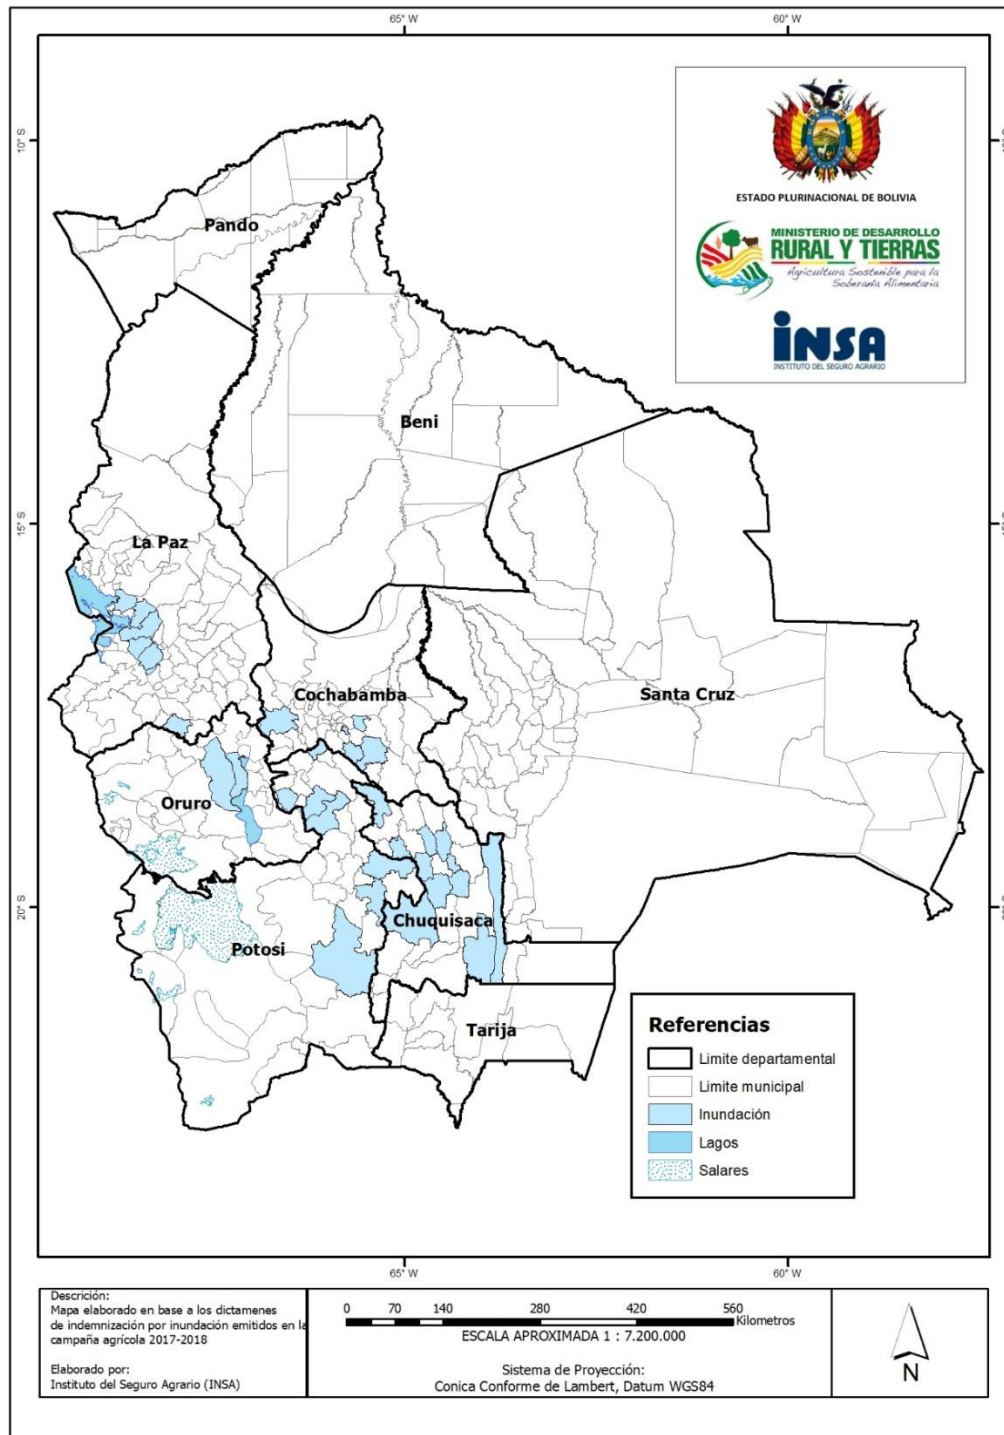 65° W
60° W
10° S
ESTADO PLURINACIONAL DE BOLIVIA
MINISTERIO DE DESARROLLO
RURAL Y TIERRAS
Agricultura Sostenible para la
Soberanía Alimentaria
INSA
INSTITUTO DEL SEGURO AGRARIO
Pando
Beni
15° S
La Paz
Cochabamba
Santa Cruz
Oruro
20° S
Chuquisaca
Potosi
Tarija
Referencias
Limite departamental
Limite municipal
Inundación
Lagos
Salares
65° W
60° W
Descrición:
Mapa elaborado en base a los dictamenes
de indemnización por inundación emitidos en la
campaña agrícola 2017-2018
Elaborado por:
Instituto del Seguro Agrario (INSA)
0 70 140 280 420 560
Kilometros
ESCALA APROXIMADA 1 : 7.200.000
Sistema de Proyección:
Conica Conforme de Lambert, Datum WGS84
N